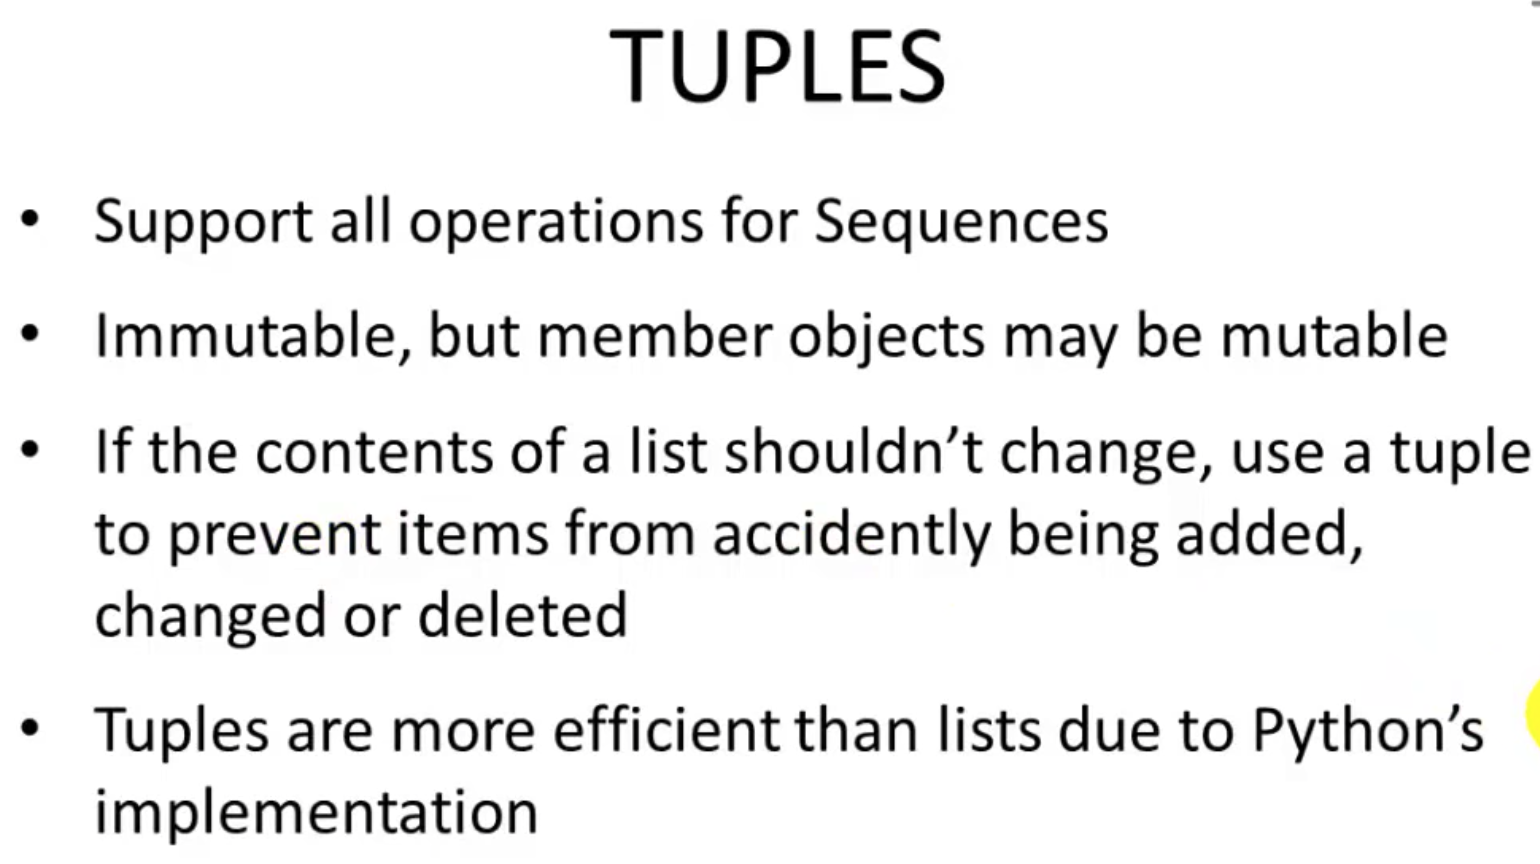 TUPLES
• Support all operations for Sequences
• Immutable, but member objects may be mutable
• If the contents of a list shouldn’t change, use a tuple
to prevent items from accidently being added,
changed or deleted
• Tuples are more efficient than lists due to Python’s
implementation